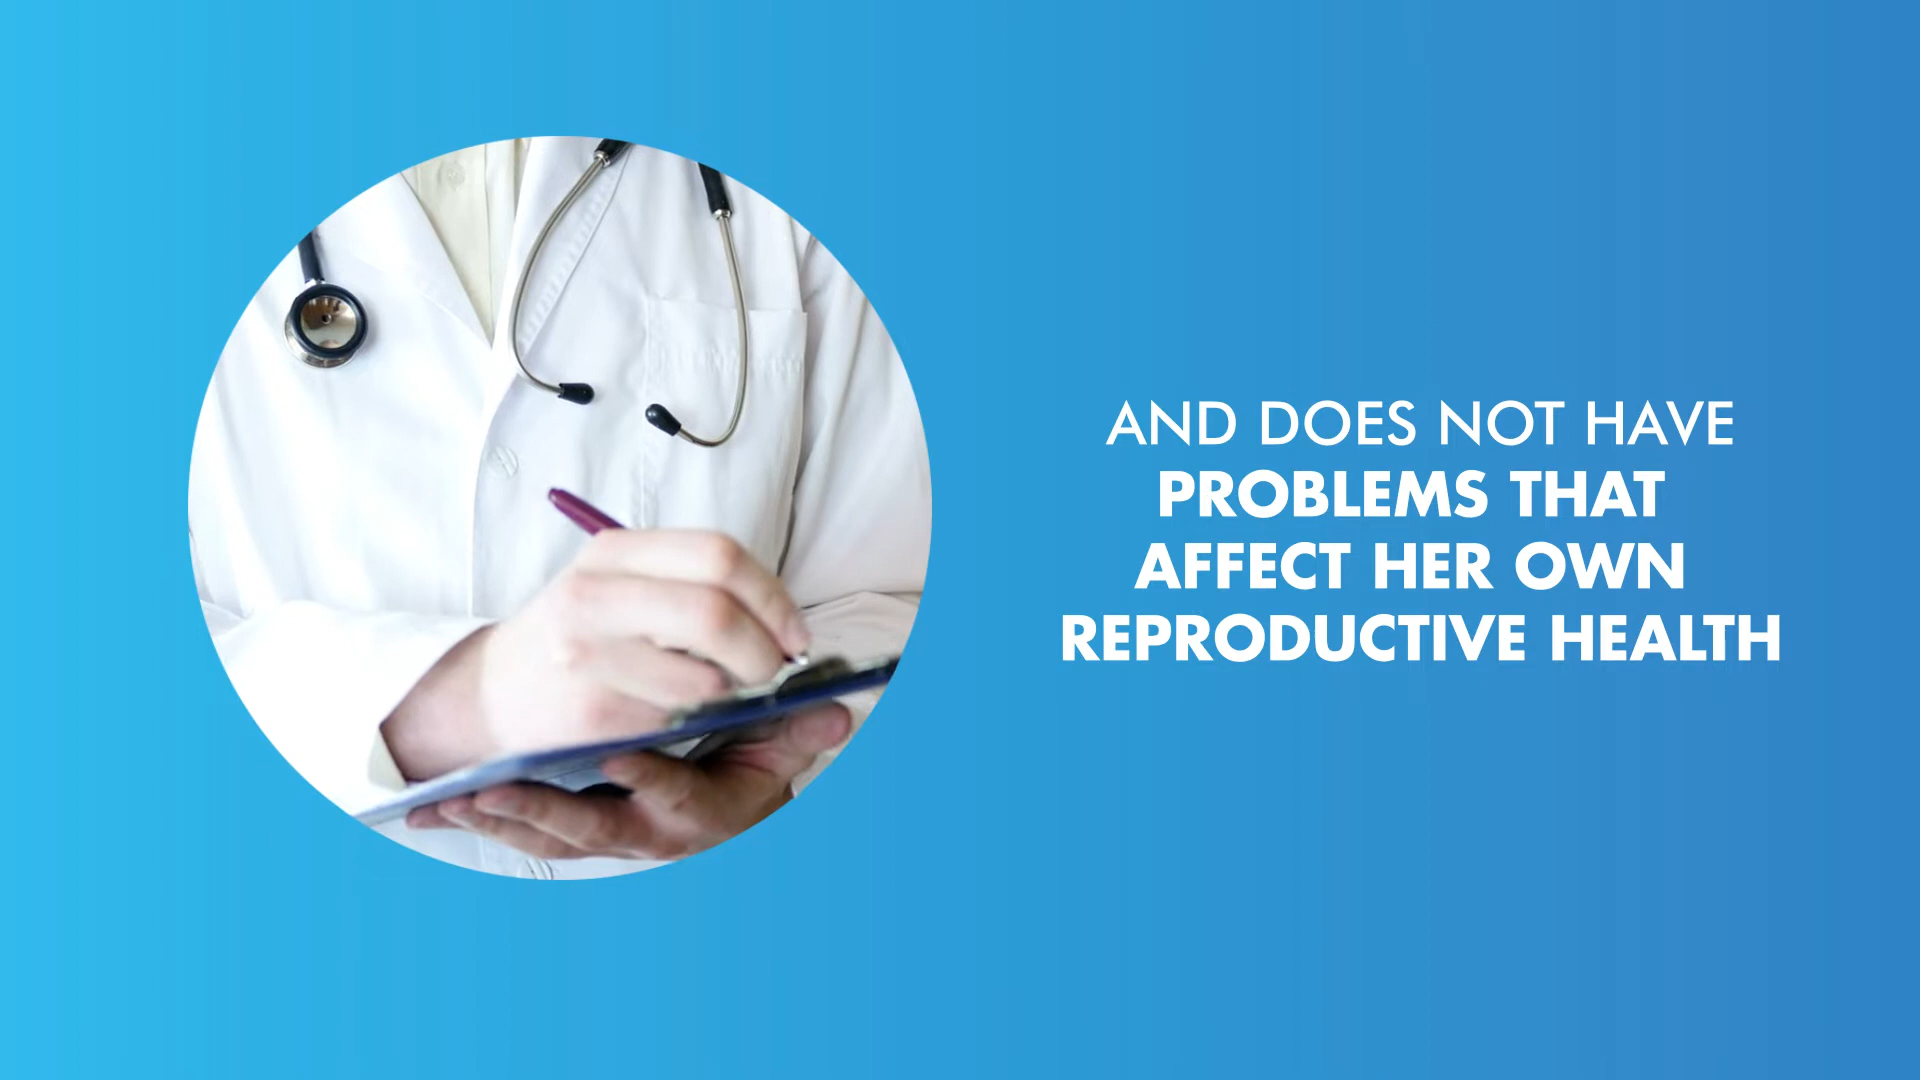 AND DOES NOT HAVE
PROBLEMS THAT
AFFECT HER OWN
REPRODUCTIVE HEALTH